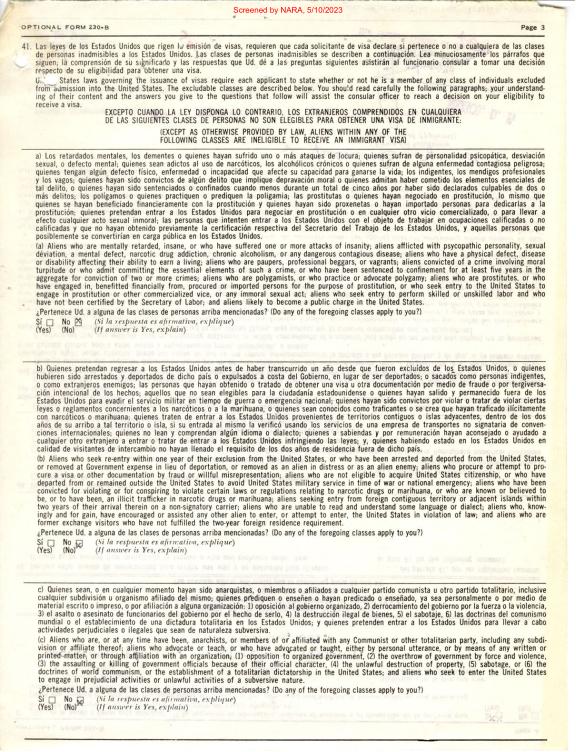 Screened by NARA, 5/10/2023
OPTIONAL FORM 230-B
Page 3
41. Las leyes de los Estados Unidos que rigen la emisión de visas, requieren que cada solicitante de visa declare si pertenece o no a cualquiera de las clases
de personas inadmisibles a los Estados Unidos. Las clases de personas inadmisibles se describen a continuación. Lea minuciosamente los párrafos que
siguen; la comprensión de su significado y las respuestas que Ud. dé a las preguntas siguientes asistirán al funcionario consular a tomar una decisión
respecto de su eligibilidad para obtener una visa.
States laws governing the issuance of visas require each applicant to state whether or not he is a member of any class of individuals excluded
from admission into the United States. The excludable classes are described below. You should read carefully the following paragraphs; your understand-
ing of their content and the answers you give to the questions that follow will assist the consular officer to reach a decision on your eligibility to
receive a visa.
EXCEPTO CUANDO LA LEY DISPONGA LO CONTRARIO, LOS EXTRANJEROS COMPRENDIDOS EN CUALQUIERA
DE LAS SIGUIENTES CLASES DE PERSONAS NO SON ELEGIBLES PARA OBTENER UNA VISA DE IMMIGRANTE:
(EXCEPT AS OTHERWISE PROVIDED BY LAW, ALIENS WITHIN ANY OF THE
FOLLOWING CLASSES ARE INELIGIBLE TO RECEIVE AN IMMIGRANT VISA)
a) Los retardados mentales, los dementes o quienes hayan sufrido uno o más ataques de locura; quienes sufran de personalidad psicopática, desviación
sexual, o defecto mental; quienes sean adictos al uso de narcóticos, los alcohólicos crónicos o quienes sufran de alguna enfermedad contagiosa peligrosa;
quienes tengan algún defecto físico, enfermedad o incapacidad que afecte su capacidad para ganarse la vida; los indigentes, los mendigos profesionales
y los vagos; quienes hayan sido convictos de algún delito que implique depravación moral o quienes admitan haber cometido los elementos esenciales de
tal delito, o quienes hayan sido sentenciados o confinados cuando menos durante un total de cinco años por haber sido declarados culpables de dos o
más delitos; los polígamos o quienes practiquen o prediquen la poligamia; las prostitutas o quienes hayan negociado en prostitución, lo mismo que
quienes se hayan beneficiado financieramente con la prostitución y quienes hayan sido proxenetas o hayan importado personas para dedicarlas a la
prostitución; quienes pretendan entrar a los Estados Unidos para negociar en prostitución o en cualquier otro vicio comercializado, o para llevar a
efecto cualquier acto sexual inmoral; las personas que intenten entrar a los Estados Unidos con el objeto de trabajar en ocupaciones calificadas o no
calificadas y que no hayan obtenido previamente la certificación respectiva del Secretario del Trabajo de los Estados Unidos, y aquellas personas que
posiblemente se convertirían en carga pública en los Estados Unidos.
(a) Aliens who are mentally retarded, insane, or who have suffered one or more attacks of insanity; aliens afflicted with psycopathic personality, sexual
deviation, a mental defect, narcotic drug addiction, chronic alcoholism, or any dangerous contagious disease; aliens who have a physical defect, disease
or disability affecting their ability to earn a living; aliens who are paupers, professional beggars, or vagrants; aliens convicted of a crime involving moral
turpitude or who admit committing the essential elements of such a crime, or who have been sentenced to confinement for at least five years in the
aggregate for conviction of two or more crimes; aliens who are polygamists, or who practice or advocate polygamy; aliens who are prostitutes, or who
have engaged in, benefitted financially from, procured or imported persons for the purpose of prostitution, or who seek entry to the United States to
engage in prostitution or other commercialized vice, or any immoral sexual act; aliens who seek entry to perform skilled or unskilled labor and who
have not been certified by the Secretary of Labor; and aliens likely to become a public charge in the United States.
¿Pertenece Ud. a alguna de las clases de personas arriba mencionadas? (Do any of the foregoing classes apply to you?)
Sí □ No ☒ (Si la respuesta es afirmativa, explique)
(Yes) (No) (If answer is Yes, explain)
b) Quienes pretendan regresar a los Estados Unidos antes de haber transcurrido un año desde que fueron excluídos de los Estados Unidos, o quienes
hubieren sido arrestados y deportados de dicho país o expulsados a costa del Gobierno, en lugar de ser deportados; o sacados como personas indigentes,
o como extranjeros enemigos; las personas que hayan obtenido o tratado de obtener una visa u otra documentación por medio de fraude o por tergiversa-
ción intencional de los hechos; aquellos que no sean elegibles para la ciudadanía estadounidense o quienes hayan salido y permanecido fuera de los
Estados Unidos para evadir el servicio militar en tiempo de guerra o emergencia nacional; quienes hayan sido convictos por violar o tratar de violar ciertas
leyes o reglamentos concernientes a los narcóticos o a la marihuana, o quienes sean conocidos como traficantes o se crea que hayan traficado ilícitamente
con narcóticos o marihuana; quienes traten de entrar a los Estados Unidos provenientes de territorios contiguos o islas adyacentes, dentro de los dos
años de su arribo a tal territorio o isla, si su entrada al mismo la verificó usando los servicios de una empresa de transportes no signataria de conven-
ciones internacionales; quienes no lean y comprendan algún idioma o dialecto; quienes a sabiendas y por remuneración hayan aconsejado o ayudado a
cualquier otro extranjero a entrar o tratar de entrar a los Estados Unidos infringiendo las leyes; y, quienes habiendo estado en los Estados Unidos en
calidad de visitantes de intercambio no hayan llenado el requisito de los dos años de residencia fuera de dicho país.
(b) Aliens who seek re-entry within one year of their exclusion from the United States, or who have been arrested and deported from the United States,
or removed at Government expense in lieu of deportation, or removed as an alien in distress or as an alien enemy; aliens who procure or attempt to pro-
cure a visa or other documentation by fraud or willful misrepresentation; aliens who are not eligible to acquire United States citizenship, or who have
departed from or remained outside the United States to avoid United States military service in time of war or national emergency; aliens who have been
convicted for violating or for conspiring to violate certain laws or regulations relating to narcotic drugs or marihuana, or who are known or believed to
be, or to have been, an illicit trafficker in narcotic drugs or marihuana; aliens seeking entry from foreign contiguous territory or adjacent islands within
two years of their arrival therein on a non-signatory carrier; aliens who are unable to read and understand some language or dialect; aliens who, know-
ingly and for gain, have encouraged or assisted any other alien to enter, or attempt to enter, the United States in violation of law; and aliens who are
former exchange visitors who have not fulfilled the two-year foreign residence requirement.
¿Pertenece Ud. a alguna de las clases de personas arriba mencionadas? (Do any of the foregoing classes apply to you?)
Sí □ No ☒ (Si la respuesta es afirmativa, explique)
(Yes) (No) (If answer is Yes, explain)
c) Quienes sean, o en cualquier momento hayan sido anarquistas, o miembros o afiliados a cualquier partido comunista u otro partido totalitario, inclusive
cualquier subdivisión u organismo afiliado del mismo; quienes prediquen o enseñen o hayan predicado o enseñado, ya sea personalmente o por medio de
material escrito o impreso, o por afiliación a alguna organización: 1) oposición al gobierno organizado, 2) derrocamiento del gobierno por la fuerza o la violencia,
3) el asalto o asesinato de funcionarios del gobierno por el hecho de serlo, 4) la destrucción ilegal de bienes, 5) el sabotaje, 6) las doctrinas del comunismo
mundial o el establecimiento de una dictadura totalitaria en los Estados Unidos; y quienes pretendan entrar a los Estados Unidos para llevar a cabo
actividades perjudiciales o ilegales que sean de naturaleza subversiva.
(c) Aliens who are, or at any time have been, anarchists, or members of or affiliated with any Communist or other totalitarian party, including any subdi-
vision or affiliate thereof; aliens who advocate or teach, or who have advocated or taught, either by personal utterance, or by means of any written or
printed matter, or through affiliation with an organization, (1) opposition to organized government, (2) the overthrow of government by force and violence,
(3) the assaulting or killing of government officials because of their official character, (4) the unlawful destruction of property, (5) sabotage, or (6) the
doctrines of world communism, or the establishment of a totalitarian dictatorship in the United States; and aliens who seek to enter the United States
to engage in prejudicial activities or unlawful activities of a subversive nature.
¿Pertenece Ud. a alguna de las clases de personas arriba mencionadas? (Do any of the foregoing classes apply to you?)
Sí □ No ☒ (Si la respuesta es afirmativa, explique)
(Yes) (No) (If answer is Yes, explain)